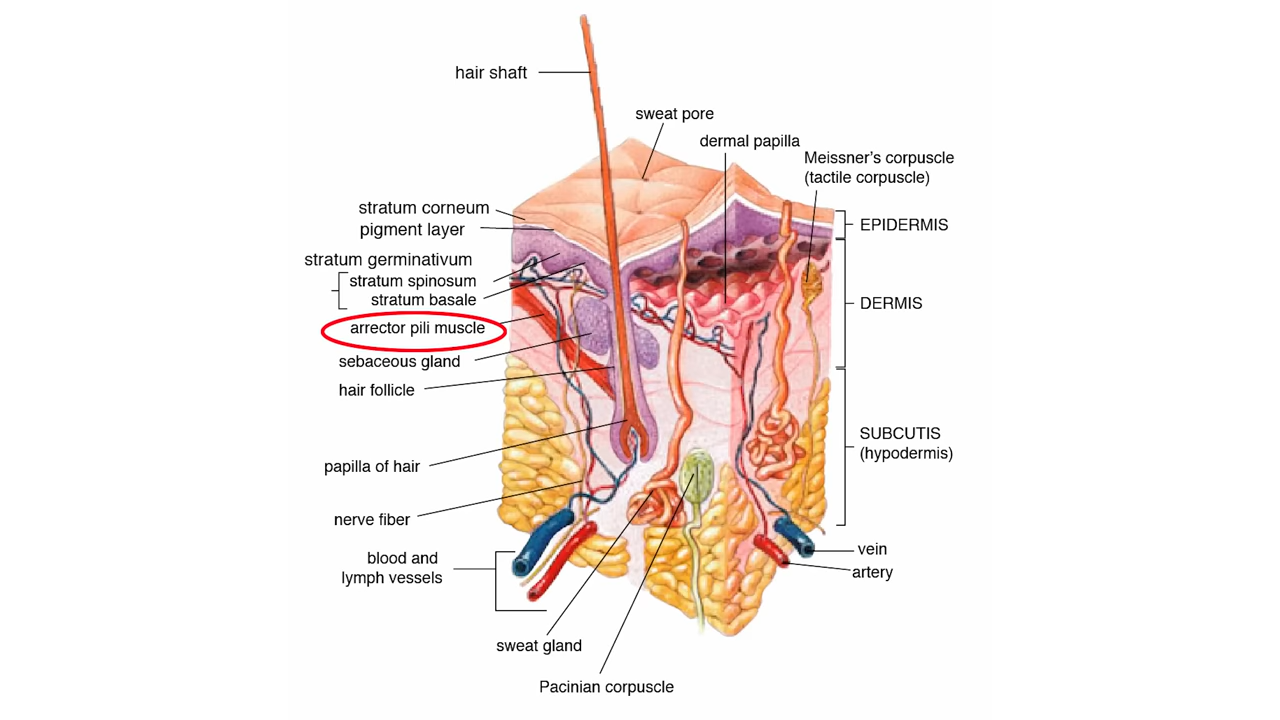 hair shaft
sweat pore
dermal papilla
Meissner’s corpuscle
(tactile corpuscle)
stratum corneum
pigment layer
EPIDERMIS
stratum germinativum
stratum spinosum
stratum basale
DERMIS
arrector pili muscle
sebaceous gland
hair follicle
SUBCUTIS
(hypodermis)
papilla of hair
nerve fiber
blood and
lymph vessels
vein
artery
sweat gland
Pacinian corpuscle